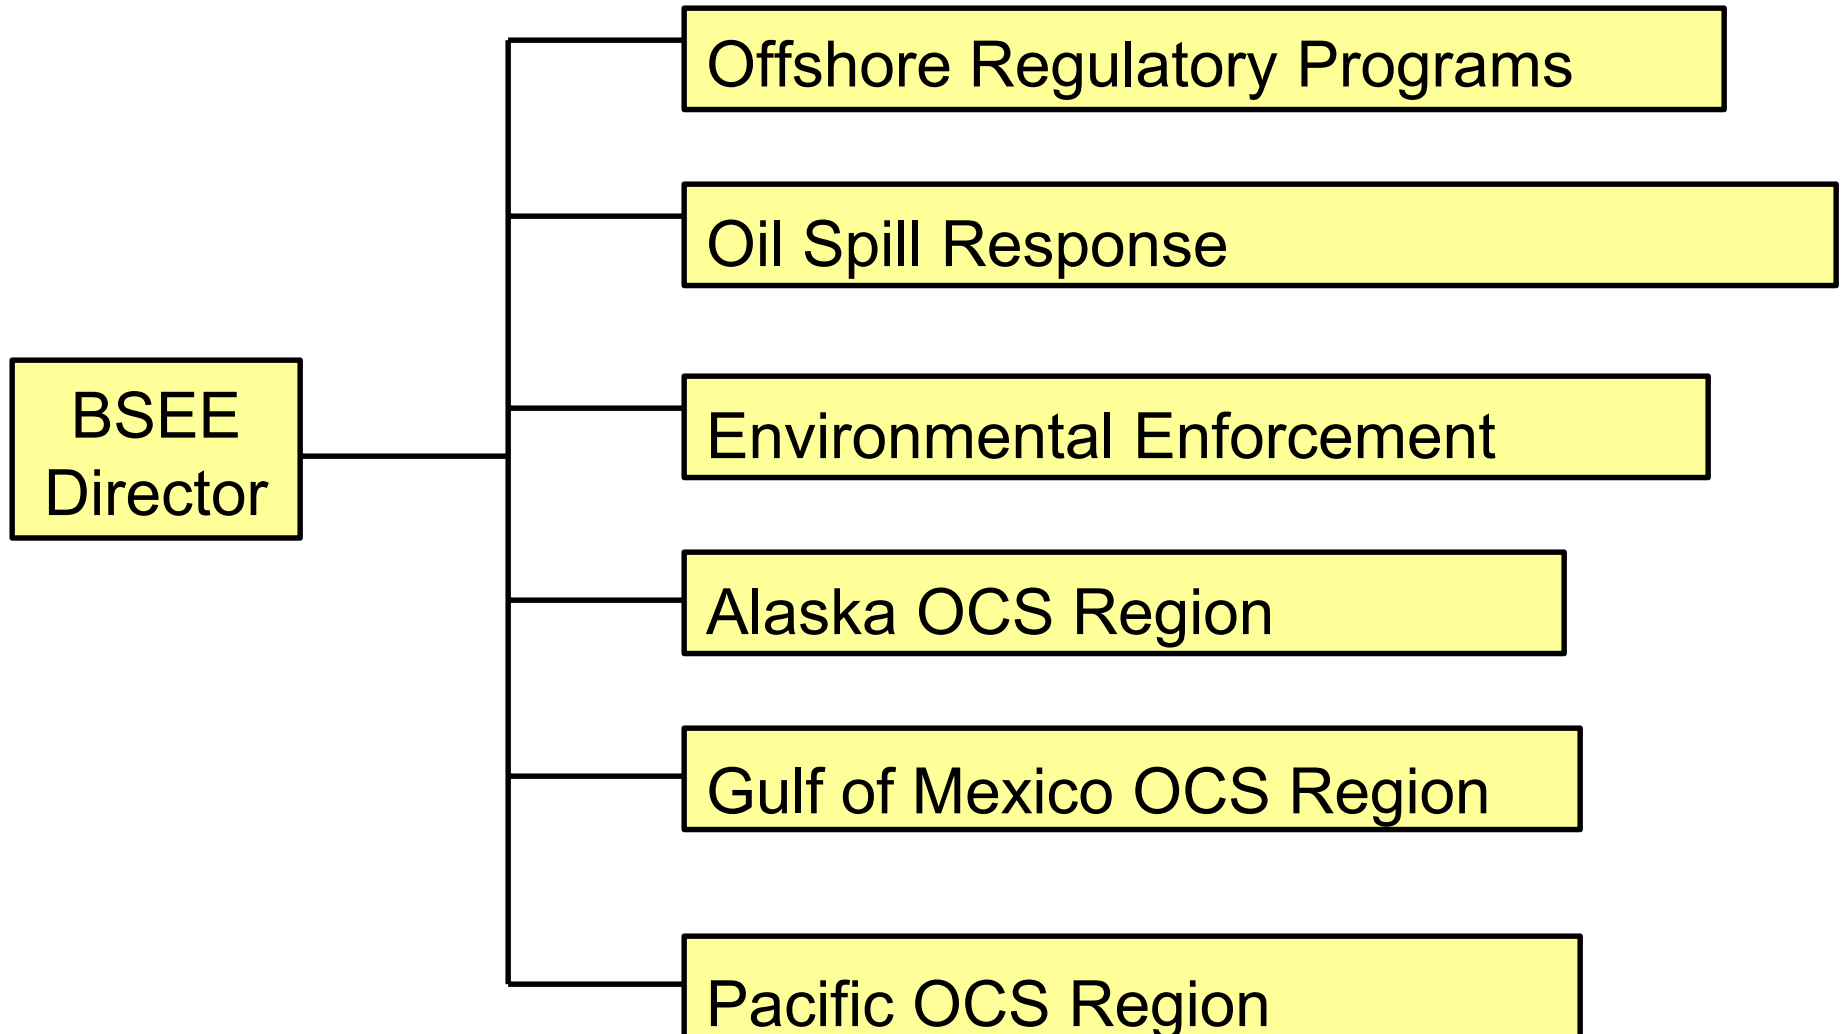 Offshore Regulatory Programs
Oil Spill Response
BSEE
Director
Environmental Enforcement
Alaska OCS Region
Gulf of Mexico OCS Region
Pacific OCS Region